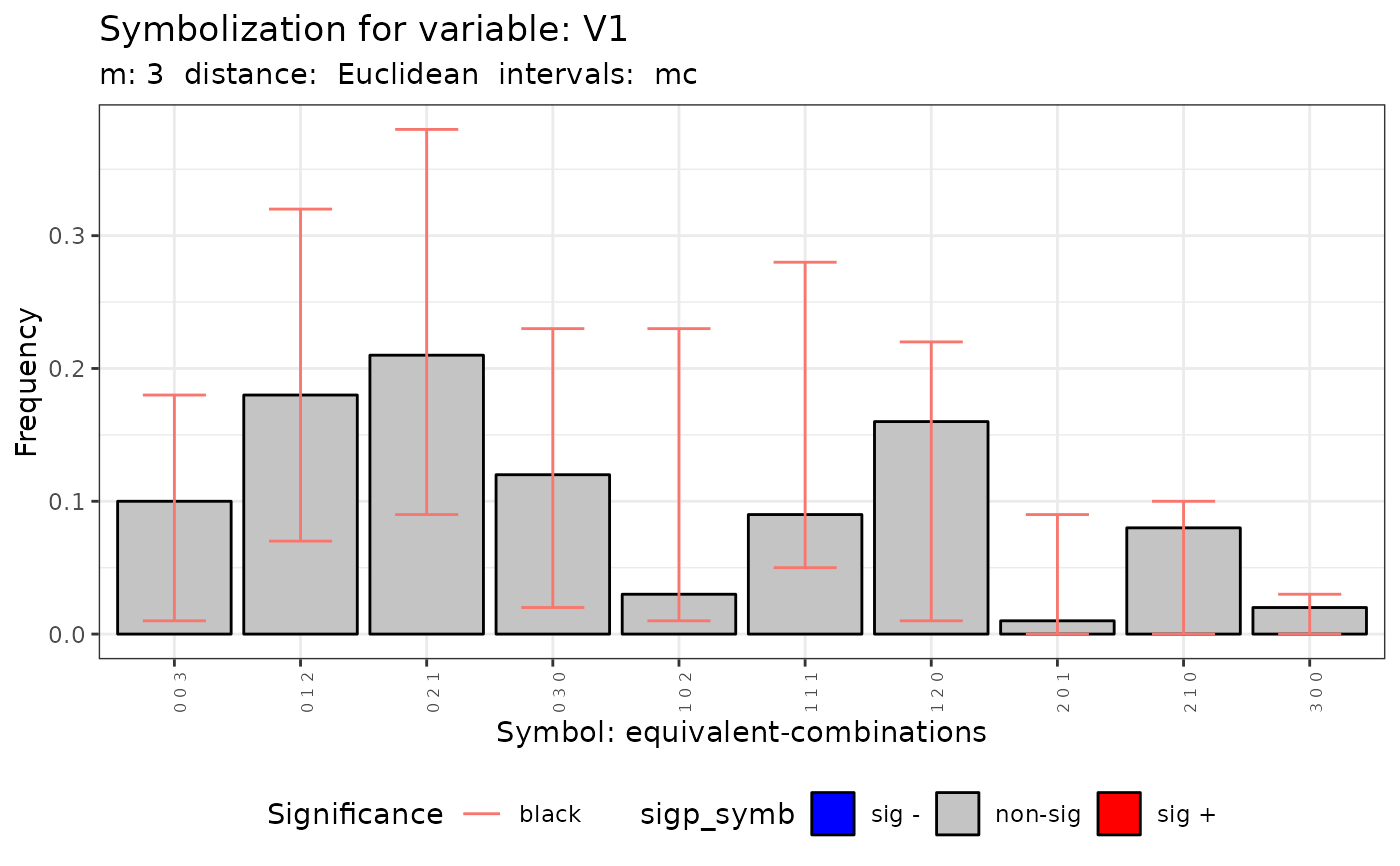 Symbolization for variable: V1
m: 3 distance: Euclidean intervals: mc
Frequency
0.3
0.2
0.1
0.0
0 0 3
0 1 2
0 2 1
0 3 0
1 0 2
1 1 1
1 2 0
2 0 1
2 1 0
3 0 0
Symbol: equivalent-combinations
Significance black sigp_symb sig - non-sig sig +